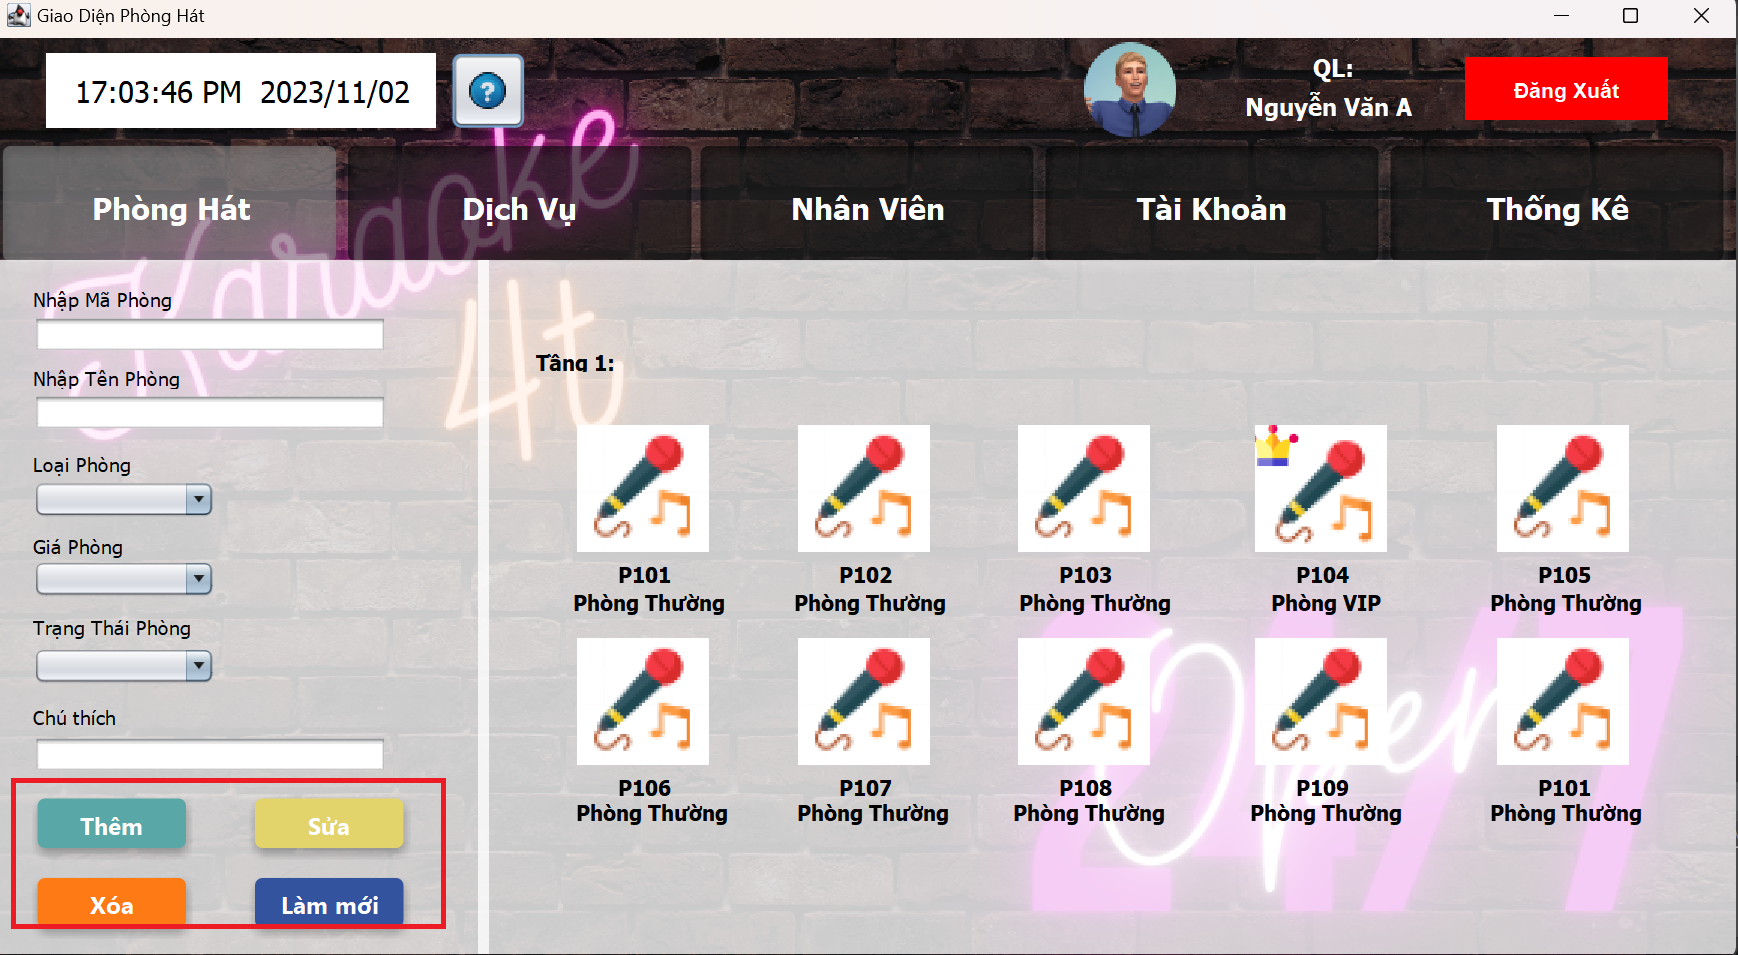 Giao Diện Phòng Hát
17:03:46 PM 2023/11/02
?
QL:
Nguyễn Văn A
Đăng Xuất
Phòng Hát
Dịch Vụ
Nhân Viên
Tài Khoản
Thống Kê
Karaoke
4t
Nhập Mã Phòng
Nhập Tên Phòng
Loại Phòng
Giá Phòng
Trạng Thái Phòng
Chú thích
Thêm
Sửa
Xóa
Làm mới
Tầng 1:
P101
Phòng Thường
P102
Phòng Thường
P103
Phòng Thường
P104
Phòng VIP
P105
Phòng Thường
P106
Phòng Thường
P107
Phòng Thường
P108
Phòng Thường
P109
Phòng Thường
P101
Phòng Thường
24/7
Open